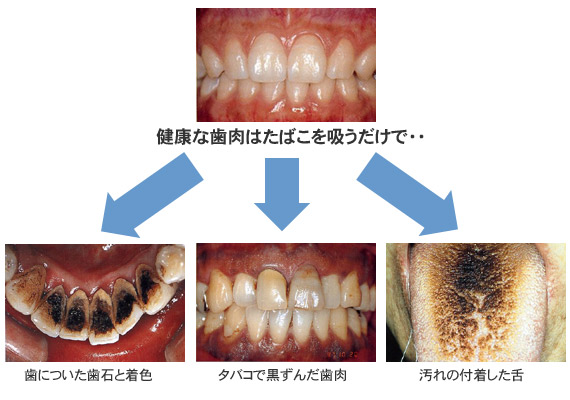 健康な歯肉はたばこを吸うだけで・・
歯についた歯石と着色
タバコで黒ずんだ歯肉
汚れの付着した舌